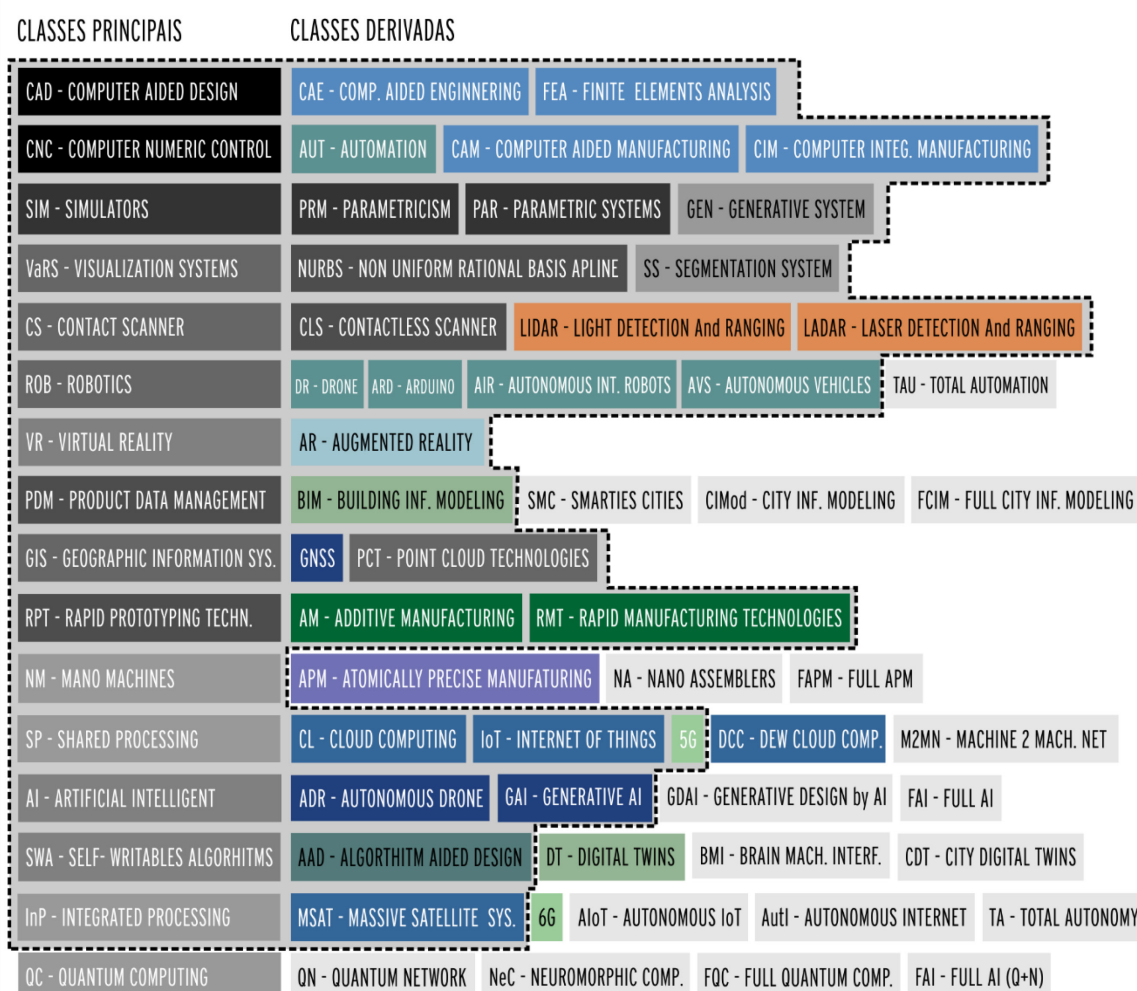 CLASSES PRINCIPAIS CLASSES DERIVADAS
CAD - COMPUTER AIDED DESIGN CAE - COMP. AIDED ENGINNERING FEA - FINITE ELEMENTS ANALYSIS
CNC - COMPUTER NUMERIC CONTROL AUT - AUTOMATION CAM - COMPUTER AIDED MANUFACTURING CIM - COMPUTER INTEG. MANUFACTURING
SIM - SIMULATORS PRM - PARAMETRICISM PAR - PARAMETRIC SYSTEMS GEN - GENERATIVE SYSTEM
VaRS - VISUALIZATION SYSTEMS NURBS - NON UNIFORM RATIONAL BASIS APLINE SS - SEGMENTATION SYSTEM
CS - CONTACT SCANNER CLS - CONTACTLESS SCANNER LIDAR - LIGHT DETECTION And RANGING LADAR - LASER DETECTION And RANGING
ROB - ROBOTICS DR - DRONE ARD - ARDUINO AIR - AUTONOMOUS INT. ROBOTS AVS - AUTONOMOUS VEHICLES TAU - TOTAL AUTOMATION
VR - VIRTUAL REALITY AR - AUGMENTED REALITY
PDM - PRODUCT DATA MANAGEMENT BIM - BUILDING INF. MODELING SMC - SMARTIES CITIES CIMod - CITY INF. MODELING FCIM - FULL CITY INF. MODELING
GIS - GEOGRAPHIC INFORMATION SYS. GNSS PCT - POINT CLOUD TECHNOLOGIES
RPT - RAPID PROTOTYPING TECHN. AM - ADDITIVE MANUFACTURING RMT - RAPID MANUFACTURING TECHNOLOGIES
NM - MANO MACHINES APM - ATOMICALLY PRECISE MANUFATURING NA - NANO ASSEMBLERS FAPM - FULL APM
SP - SHARED PROCESSING CL - CLOUD COMPUTING IoT - INTERNET OF THINGS 5G DCC - DEW CLOUD COMP. M2MN - MACHINE 2 MACH. NET
AI - ARTIFICIAL INTELLIGENT ADR - AUTONOMOUS DRONE GAI - GENERATIVE AI GDAI - GENERATIVE DESIGN by AI FAI - FULL AI
SWA - SELF- WRITABLES ALGORHITMS AAD - ALGORTHITM AIDED DESIGN DT - DIGITAL TWINS BMI - BRAIN MACH. INTERF. CDT - CITY DIGITAL TWINS
InP - INTEGRATED PROCESSING MSAT - MASSIVE SATELLITE SYS. 6G AIoT - AUTONOMOUS IoT AutI - AUTONOMOUS INTERNET TA - TOTAL AUTONOMY
QC - QUANTUM COMPUTING QN - QUANTUM NETWORK NeC - NEUROMORPHIC COMP. FQC - FULL QUANTUM COMP. FAI - FULL AI (Q+N)